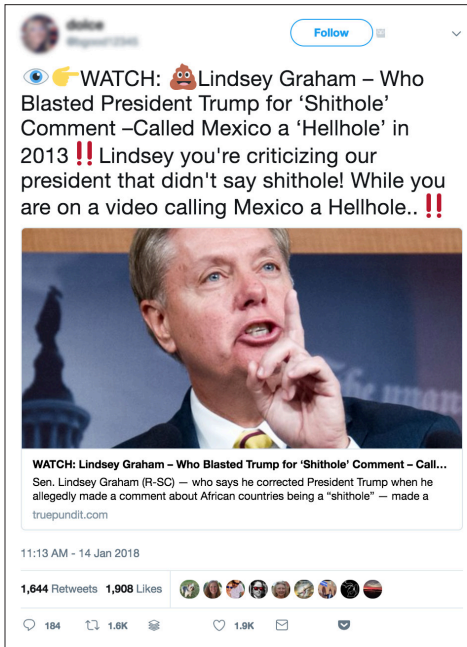 dolce
Follow
WATCH: Lindsey Graham – Who
Blasted President Trump for ‘Shithole’
Comment –Called Mexico a ‘Hellhole’ in
2013 ‼ Lindsey you're criticizing our
president that didn't say shithole! While you
are on a video calling Mexico a Hellhole.. ‼
WATCH: Lindsey Graham – Who Blasted Trump for ‘Shithole’ Comment – Call...
Sen. Lindsey Graham (R-SC) — who says he corrected President Trump when he
allegedly made a comment about African countries being a “shithole” — made a
truepundit.com
11:13 AM - 14 Jan 2018
1,644 Retweets 1,908 Likes
184 1.6K 1.9K